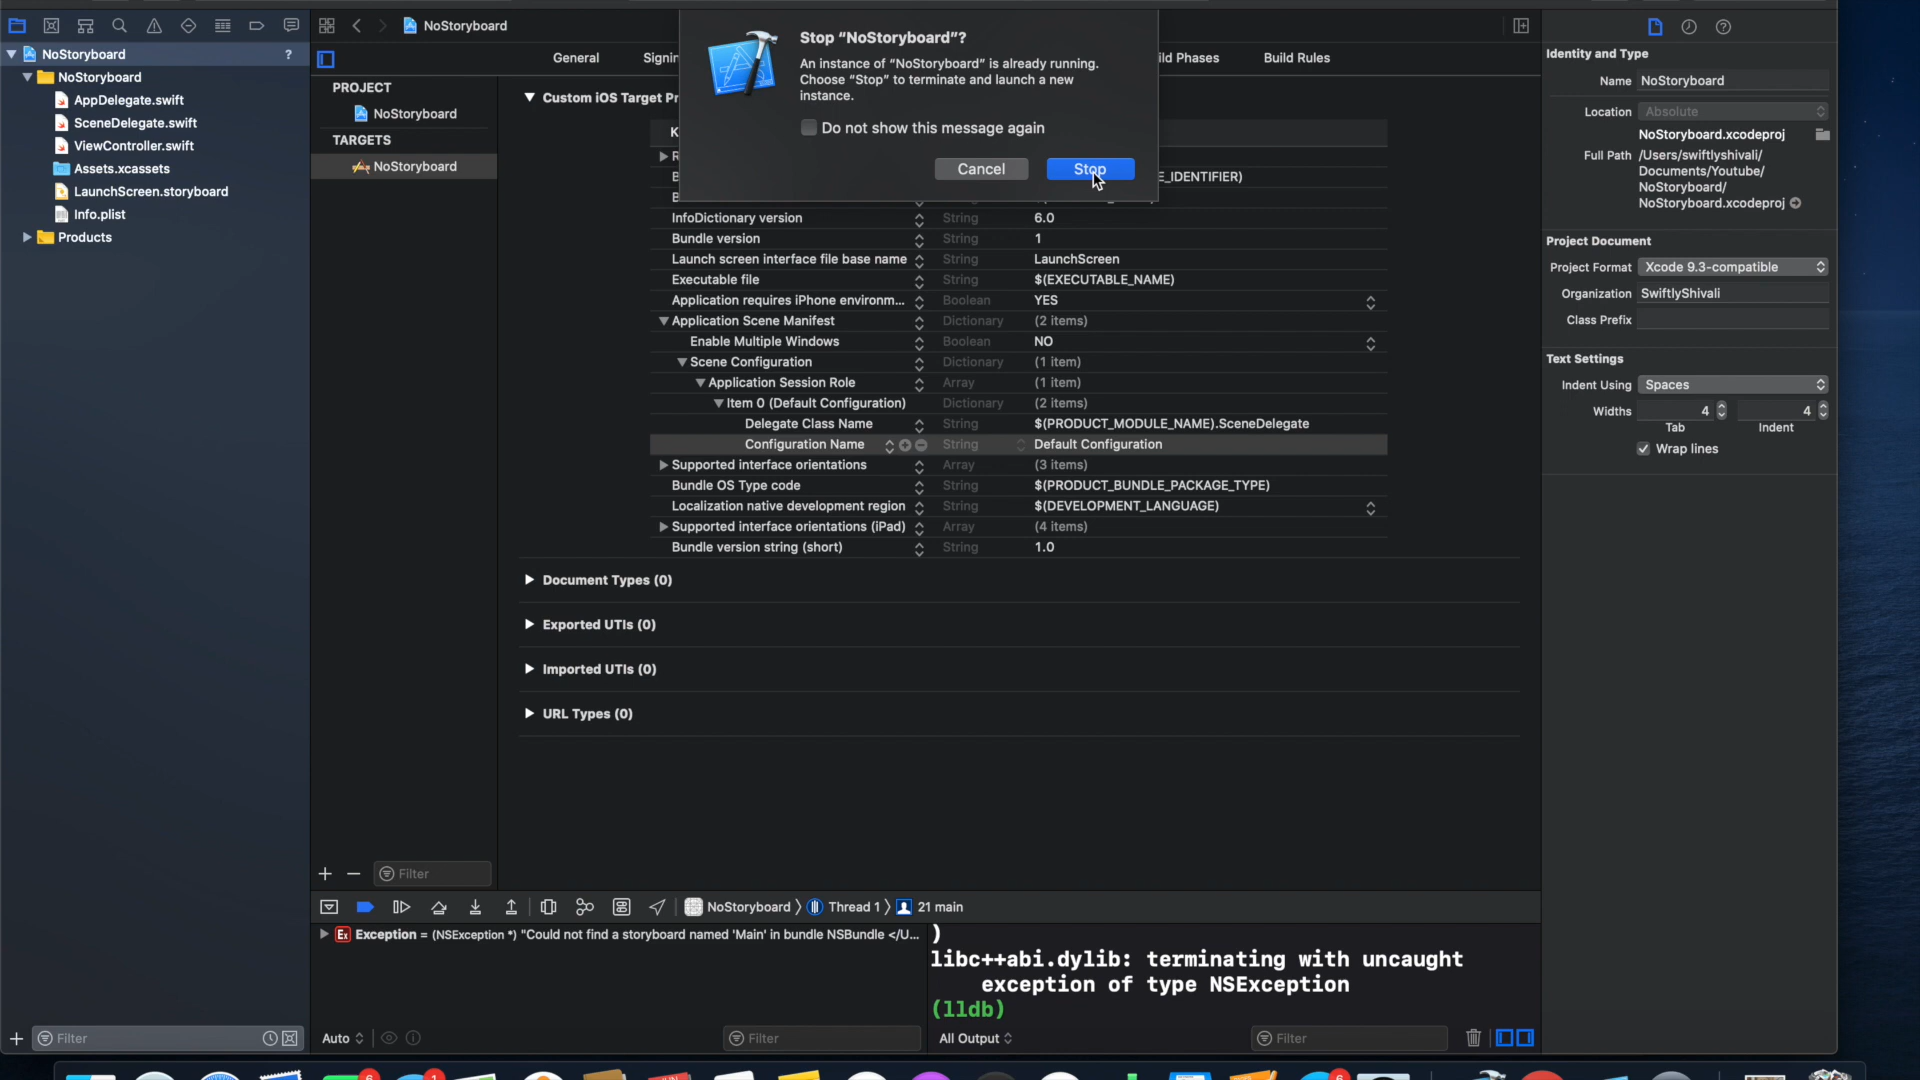 NoStoryboard
Stop “NoStoryboard”?
An instance of “NoStoryboard” is already running.
Choose “Stop” to terminate and launch a new
instance.
Do not show this message again
Cancel
Stop
NoStoryboard
?
NoStoryboard
AppDelegate.swift
SceneDelegate.swift
ViewController.swift
Assets.xcassets
LaunchScreen.storyboard
Info.plist
Products
Filter
General
Signin
ld Phases
Build Rules
PROJECT
NoStoryboard
TARGETS
NoStoryboard
Filter
Custom iOS Target Pr
K
R
B
E_IDENTIFIER)
B
InfoDictionary version String 6.0
Bundle version String 1
Launch screen interface file base name String LaunchScreen
Executable file String $(EXECUTABLE_NAME)
Application requires iPhone environm... Boolean YES
Application Scene Manifest Dictionary (2 items)
Enable Multiple Windows Boolean NO
Scene Configuration Dictionary (1 item)
Application Session Role Array (1 item)
Item 0 (Default Configuration) Dictionary (2 items)
Delegate Class Name String $(PRODUCT_MODULE_NAME).SceneDelegate
Configuration Name String Default Configuration
Supported interface orientations Array (3 items)
Bundle OS Type code String $(PRODUCT_BUNDLE_PACKAGE_TYPE)
Localization native development region String $(DEVELOPMENT_LANGUAGE)
Supported interface orientations (iPad) Array (4 items)
Bundle version string (short) String 1.0
Document Types (0)
Exported UTIs (0)
Imported UTIs (0)
URL Types (0)
Identity and Type
Name NoStoryboard
Location Absolute
NoStoryboard.xcodeproj
Full Path /Users/swiftlyshivali/
Documents/Youtube/
NoStoryboard/
NoStoryboard.xcodeproj
Project Document
Project Format Xcode 9.3-compatible
Organization SwiftlyShivali
Class Prefix
Text Settings
Indent Using Spaces
Widths 4 4
Tab Indent
Wrap lines
NoStoryboard Thread 1 21 main
Ex Exception = (NSException *) "Could not find a storyboard named 'Main' in bundle NSBundle </U...
)
libc++abi.dylib: terminating with uncaught
exception of type NSException
(lldb)
Auto
Filter
All Output
Filter
6
1
6